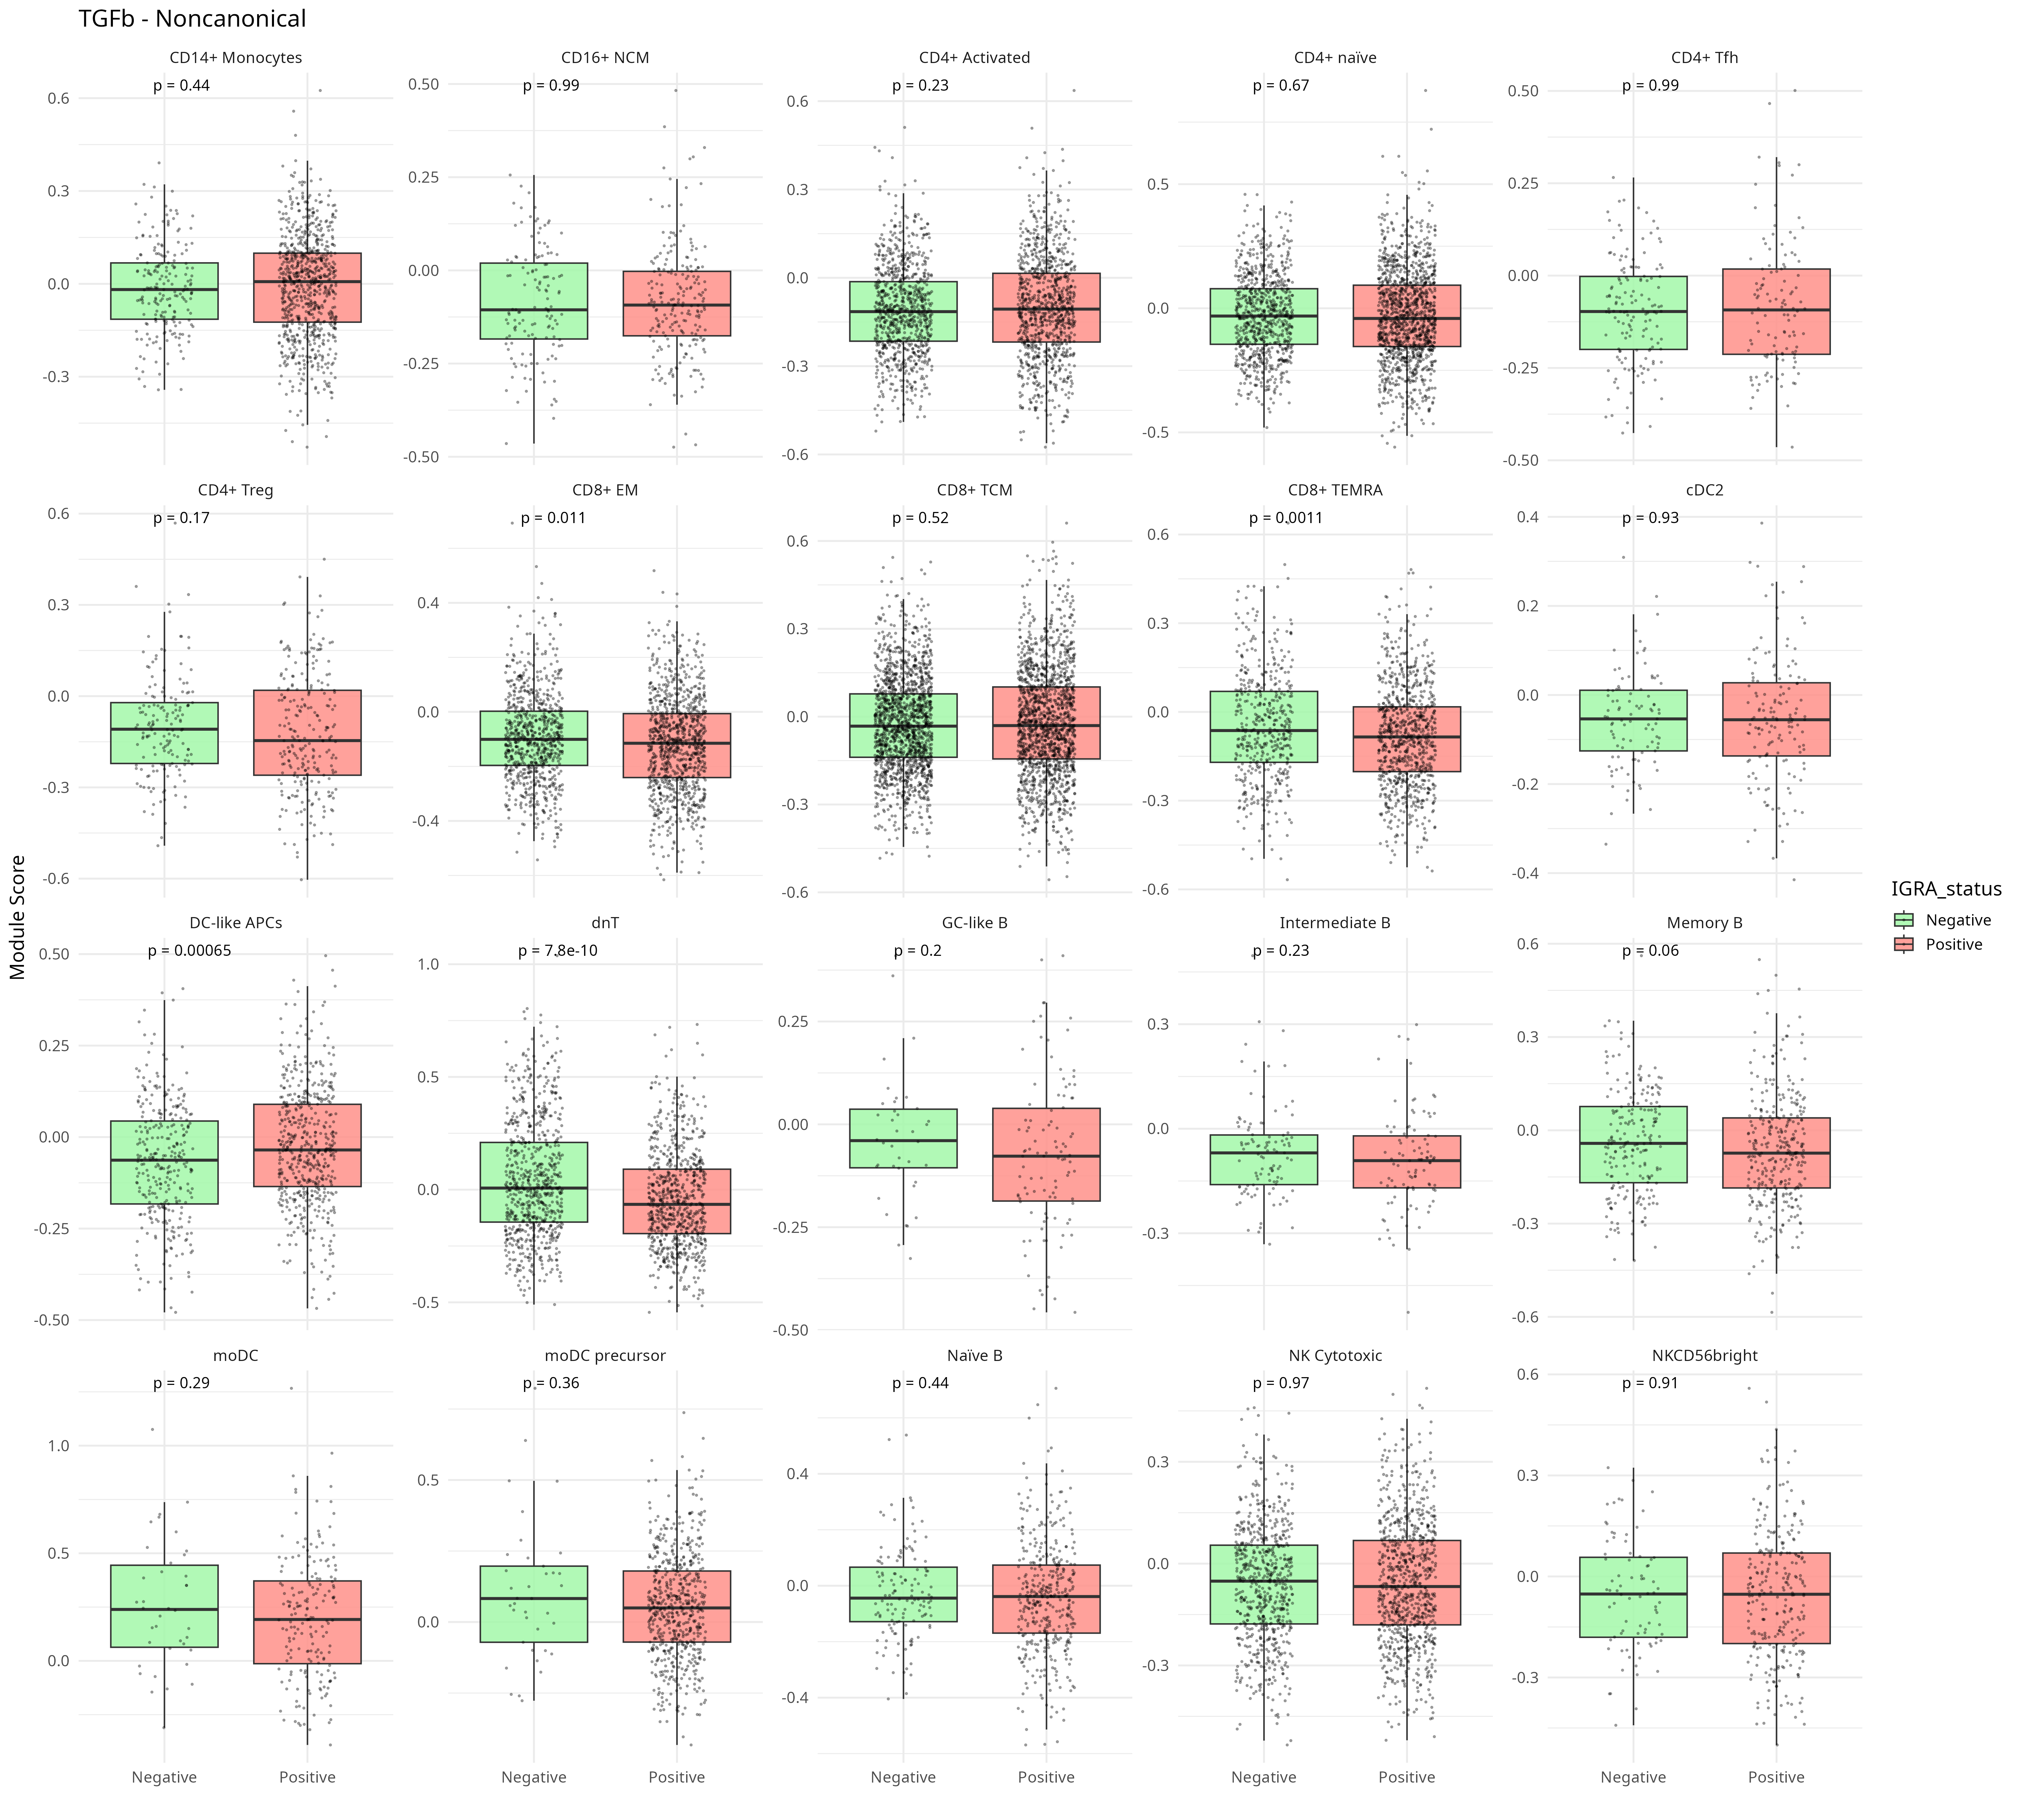 TGFb - Noncanonical
CD14+ Monocytes
CD16+ NCM
CD4+ Activated
CD4+ naïve
CD4+ Tfh
p = 0.44
p = 0.99
p = 0.23
p = 0.67
p = 0.99
0.6
0.3
0.0
-0.3
0.50
0.25
0.00
-0.25
-0.50
0.6
0.3
0.0
-0.3
-0.6
0.5
0.0
-0.5
0.50
0.25
0.00
-0.25
-0.50
CD4+ Treg
CD8+ EM
CD8+ TCM
CD8+ TEMRA
cDC2
p = 0.17
p = 0.011
p = 0.52
p = 0.0011
p = 0.93
0.6
0.3
0.0
-0.3
-0.6
0.4
0.0
-0.4
0.6
0.3
0.0
-0.3
-0.6
0.6
0.3
0.0
-0.3
-0.6
0.4
0.2
0.0
-0.2
-0.4
Module Score
DC-like APCs
dnT
GC-like B
Intermediate B
Memory B
p = 0.00065
p = 7.8e-10
p = 0.2
p = 0.23
p = 0.06
0.50
0.25
0.00
-0.25
-0.50
1.0
0.5
0.0
-0.5
0.25
0.00
-0.25
-0.50
0.3
0.0
-0.3
0.6
0.3
0.0
-0.3
-0.6
IGRA_status
Negative
Positive
moDC
moDC precursor
Naïve B
NK Cytotoxic
NKCD56bright
p = 0.29
p = 0.36
p = 0.44
p = 0.97
p = 0.91
1.0
0.5
0.0
0.5
0.0
0.4
0.0
-0.4
0.3
0.0
-0.3
0.6
0.3
0.0
-0.3
Negative
Positive
Negative
Positive
Negative
Positive
Negative
Positive
Negative
Positive